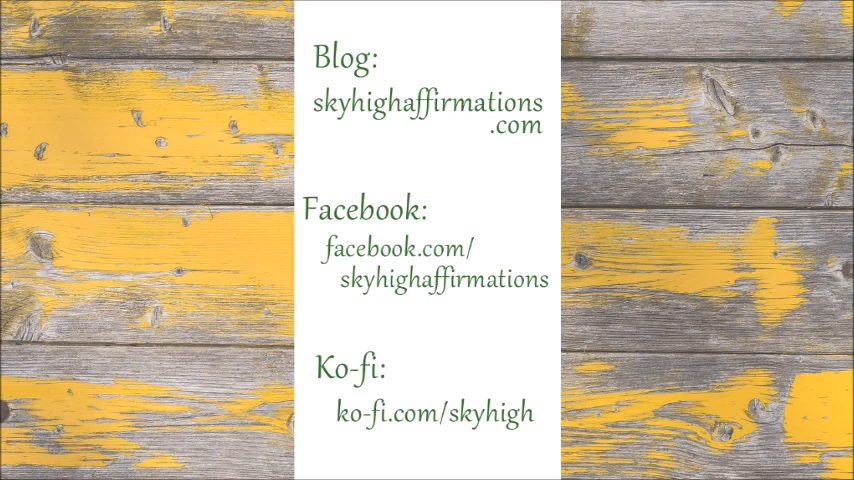 Blog:
skyhighaffirmations
.com
Facebook:
facebook.com/
skyhighaffirmations
Ko-fi:
ko-fi.com/skyhigh